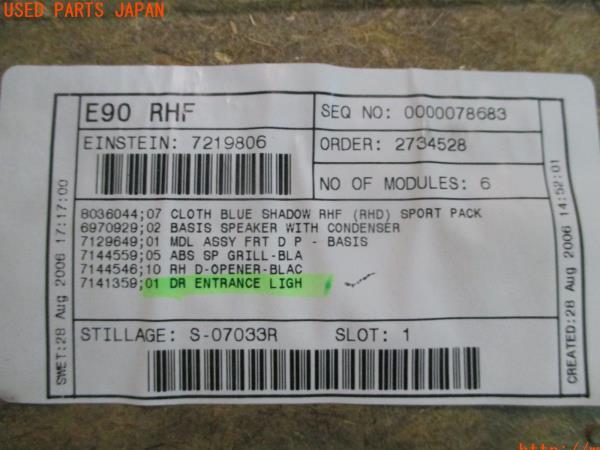 USED PARTS JAPAN
E90 RHF
SEQ NO: 0000078683
EINSTEIN: 7219806
ORDER: 2734528
NO OF MODULES: 6
8036044;07 CLOTH BLUE SHADOW RHF (RHD) SPORT PACK
6970929;02 BASIS SPEAKER WITH CONDENSER
7129649;01 MDL ASSY FRT D P - BASIS
7144559;05 ABS SP GRILL-BLA
7144546;10 RH D-OPENER-BLAC
7141359;01 DR ENTRANCE LIGH
STILLAGE: S-07033R
SLOT: 1
SWET:28 Aug 2006 17:17:00
CREATED:28 Aug 2006 14:52:01